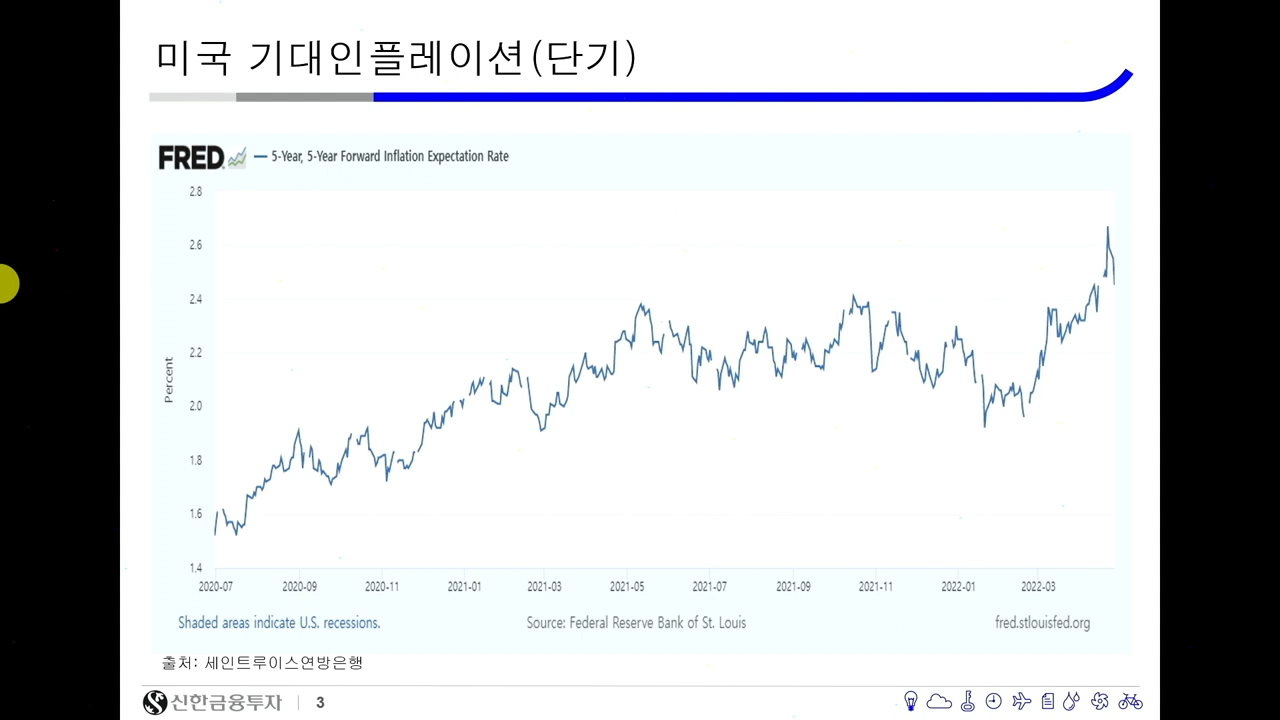 미국 기대인플레이션(단기)
FRED 5-Year, 5-Year Forward Inflation Expectation Rate
2.8
2.6
2.4
2.2
2.0
1.8
1.6
1.4
Percent
2020-07 2020-09 2020-11 2021-01 2021-03 2021-05 2021-07 2021-09 2021-11 2022-01 2022-03
Shaded areas indicate U.S. recessions. Source: Federal Reserve Bank of St. Louis fred.stlouisfed.org
출처: 세인트루이스연방은행
신한금융투자 3